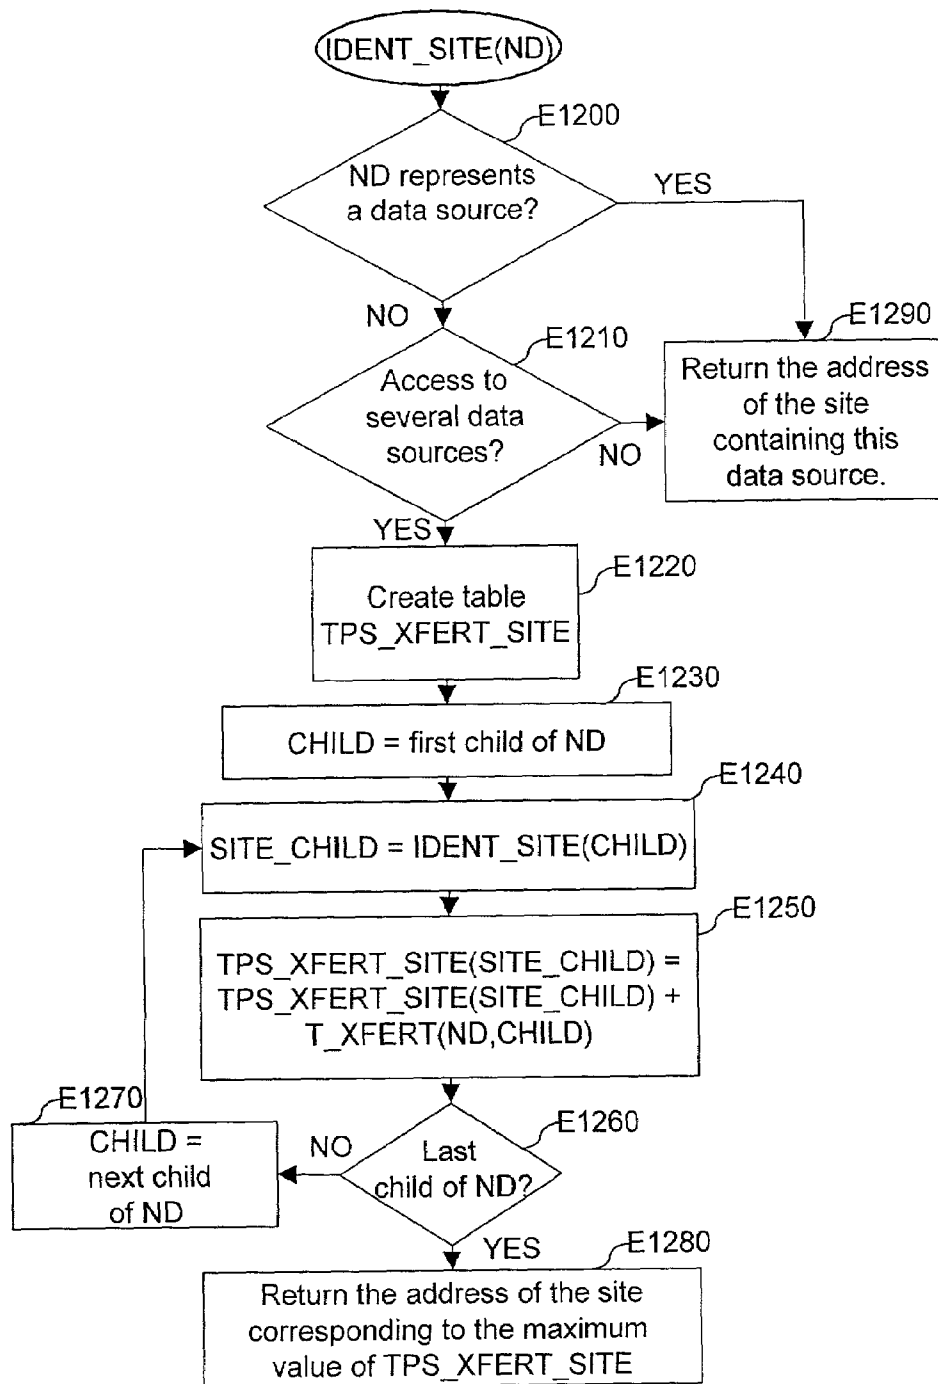 IDENT_SITE(ND)
E1200
ND represents
a data source?
YES
NO
E1210
E1290
Access to
several data
sources?
NO
Return the address
of the site
containing this
data source.
YES
E1220
Create table
TPS_XFERT_SITE
E1230
CHILD = first child of ND
E1240
SITE_CHILD = IDENT_SITE(CHILD)
E1250
TPS_XFERT_SITE(SITE_CHILD) =
TPS_XFERT_SITE(SITE_CHILD) +
T_XFERT(ND,CHILD)
E1270
CHILD =
next child
of ND
NO
E1260
Last
child of ND?
YES
E1280
Return the address of the site
corresponding to the maximum
value of TPS_XFERT_SITE